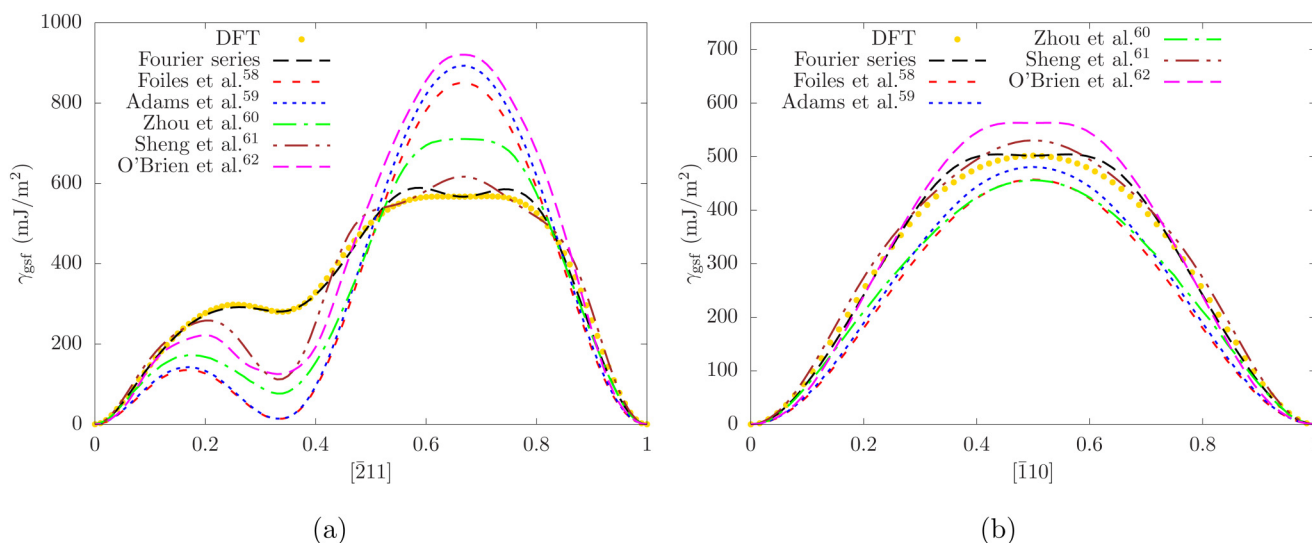 1000
800
600
400
200
0
γgsf (mJ/m²)
DFT
Fourier series
Foiles et al.⁵⁸
Adams et al.⁵⁹
Zhou et al.⁶⁰
Sheng et al.⁶¹
O'Brien et al.⁶²
0 0.2 0.4 0.6 0.8 1
[2̄11]
(a)
700
600
500
400
300
200
100
0
γgsf (mJ/m²)
DFT
Fourier series
Foiles et al.⁵⁸
Adams et al.⁵⁹
Zhou et al.⁶⁰
Sheng et al.⁶¹
O'Brien et al.⁶²
0 0.2 0.4 0.6 0.8
[1̄10]
(b)